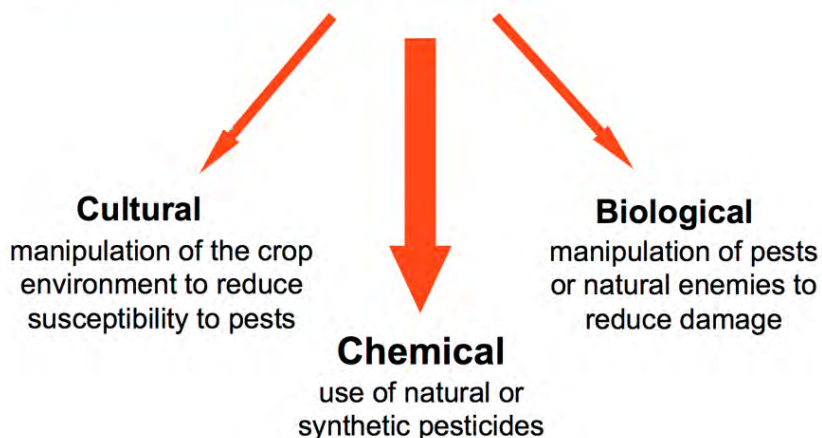 Cultural
manipulation of the crop
environment to reduce
susceptibility to pests
Chemical
use of natural or
synthetic pesticides
Biological
manipulation of pests
or natural enemies to
reduce damage